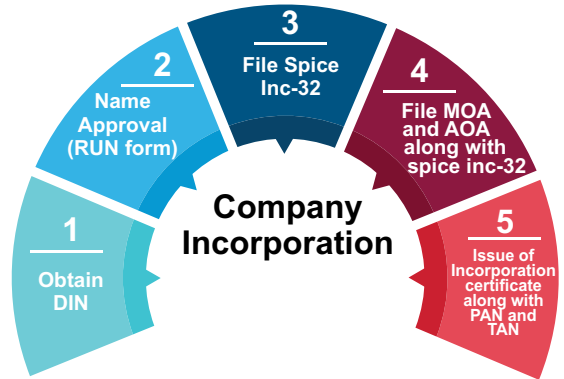 1
Obtain
DIN
2
Name
Approval
(RUN form)
3
File Spice
Inc-32
4
File MOA
and AOA
along with
spice inc-32
5
Issue of
Incorporation
certificate
along with
PAN and
TAN
Company
Incorporation